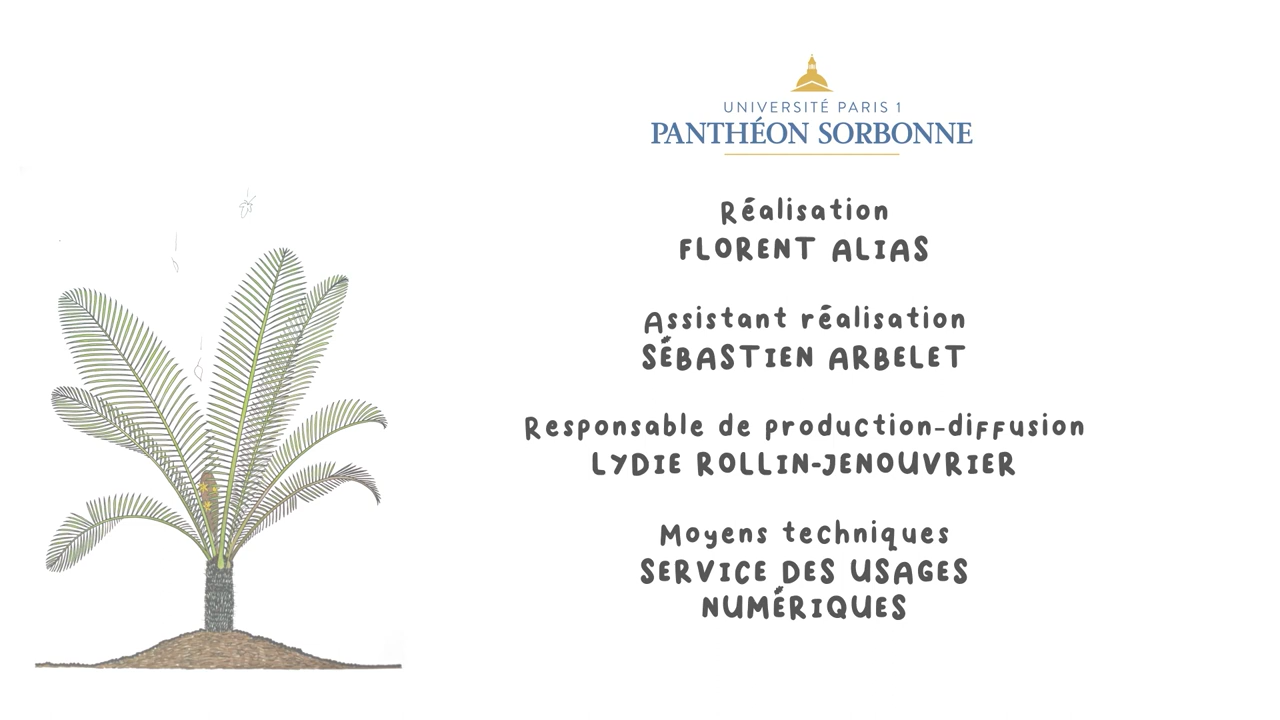 UNIVERSITÉ PARIS 1
PANTHÉON SORBONNE
Réalisation
FLORENT ALIAS
Assistant réalisation
SÉBASTIEN ARBELET
Responsable de production-diffusion
LYDIE ROLLIN-JENOUVRIER
Moyens techniques
SERVICE DES USAGES
NUMÉRIQUES